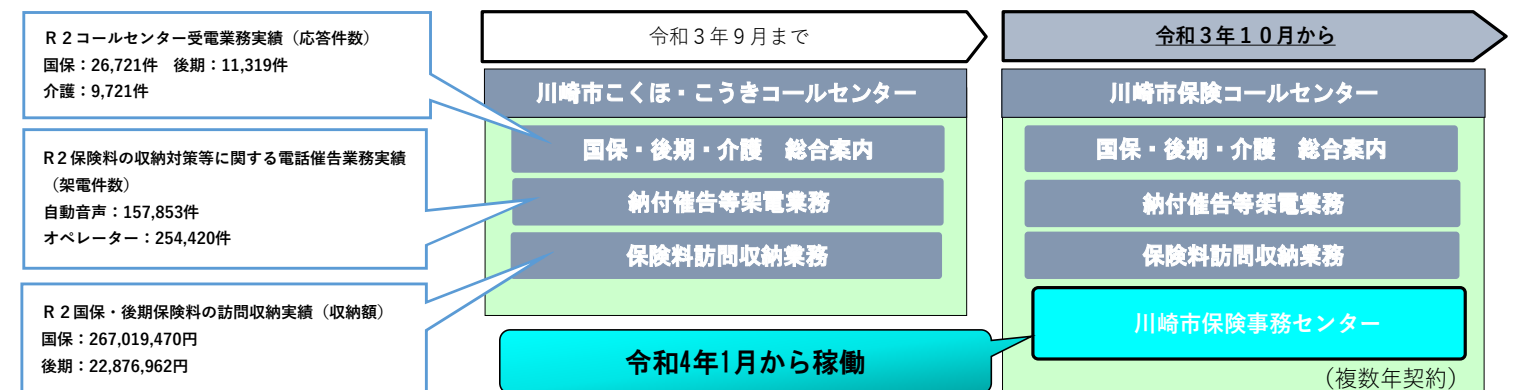 R２コールセンター受電業務実績（応答件数）
国保：26,721件　後期：11,319件
介護：9,721件
R２保険料の収納対策等に関する電話催告業務実績
（架電件数）
自動音声：157,853件
オペレーター：254,420件
R２国保・後期保険料の訪問収納実績（収納額）
国保：267,019,470円
後期：22,876,962円
令和３年９月まで
川崎市こくほ・こうきコールセンター
国保・後期・介護　総合案内
納付催告等架電業務
保険料訪問収納業務
令和4年1月から稼働
令和３年１０月から
川崎市保険コールセンター
国保・後期・介護　総合案内
納付催告等架電業務
保険料訪問収納業務
川崎市保険事務センター
（複数年契約）